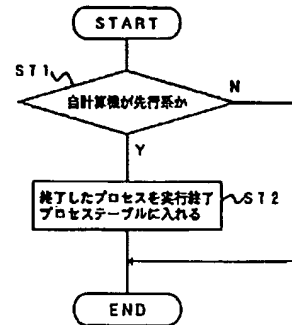 START
ST1
自計算機が先行系か
N
Y
終了したプロセスを実行終了
プロセステーブルに入れる
ST2
END